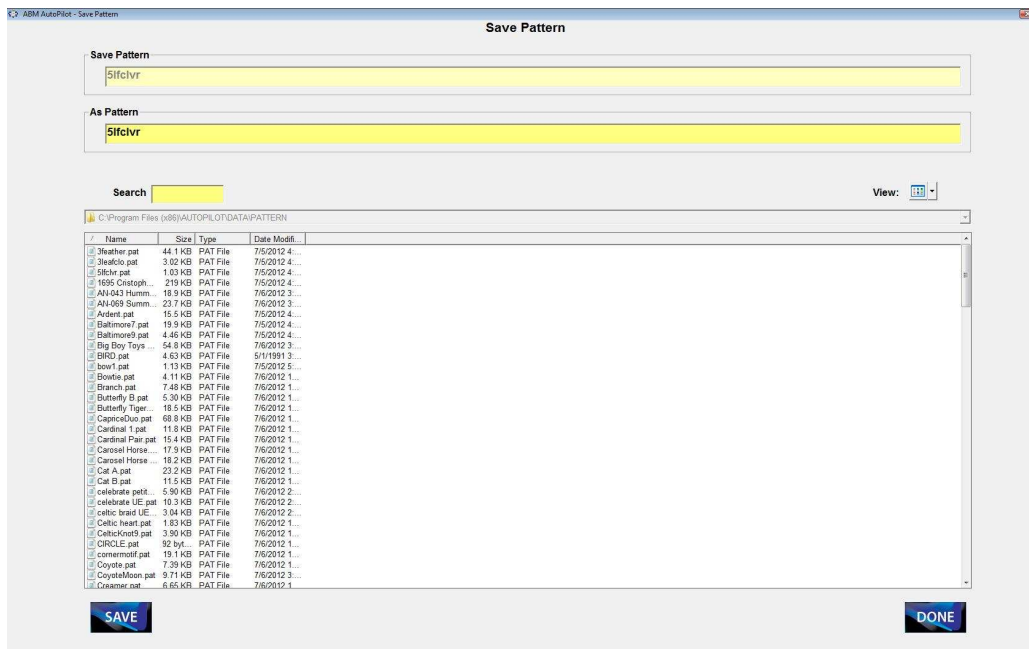 ABM AutoPilot - Save Pattern
Save Pattern
Save Pattern
5lfclvr
As Pattern
5lfclvr
Search
View:
C:\Program Files (x86)\AUTOPILOT\DATA\PATTERN
/ Name Size Type Date Modifi...
3feather.pat 44.1 KB PAT File 7/5/2012 4:...
3leafclo.pat 3.02 KB PAT File 7/5/2012 4:...
5lfclvr.pat 1.03 KB PAT File 7/5/2012 4:...
1695 Cristoph... 219 KB PAT File 7/5/2012 4:...
AN-043 Humm... 18.9 KB PAT File 7/6/2012 3:...
AN-069 Summ... 23.7 KB PAT File 7/6/2012 3:...
Ardent.pat 15.5 KB PAT File 7/5/2012 4:...
Baltimore7.pat 19.9 KB PAT File 7/5/2012 4:...
Baltimore9.pat 4.46 KB PAT File 7/5/2012 4:...
Big Boy Toys ... 54.8 KB PAT File 7/6/2012 3:...
BIRD.pat 4.63 KB PAT File 5/1/1991 3:...
bow1.pat 1.13 KB PAT File 7/5/2012 5:...
Bowtie.pat 4.11 KB PAT File 7/6/2012 1...
Branch.pat 7.48 KB PAT File 7/6/2012 1...
Butterfly B.pat 5.30 KB PAT File 7/6/2012 1...
Butterfly Tiger... 18.5 KB PAT File 7/6/2012 1...
CapriceDuo.pat 68.8 KB PAT File 7/6/2012 1...
Cardinal 1.pat 11.8 KB PAT File 7/6/2012 1...
Cardinal Pair.pat 15.4 KB PAT File 7/6/2012 1...
Carosel Horse ... 17.9 KB PAT File 7/6/2012 1...
Carosel Horse ... 18.2 KB PAT File 7/6/2012 1...
Cat A.pat 23.2 KB PAT File 7/6/2012 1...
Cat B.pat 11.5 KB PAT File 7/6/2012 1...
celebrate petit... 5.90 KB PAT File 7/6/2012 2:...
celebrate UE.pat 10.3 KB PAT File 7/6/2012 2:...
celtic braid UE... 3.04 KB PAT File 7/6/2012 2:...
Celtic heart.pat 1.83 KB PAT File 7/6/2012 1...
CelticKnot9.pat 3.90 KB PAT File 7/6/2012 1...
CIRCLE.pat 92 byt... PAT File 7/6/2012 1...
cornermotif.pat 19.1 KB PAT File 7/6/2012 1...
Coyote.pat 7.39 KB PAT File 7/6/2012 1...
CoyoteMoon.pat 9.71 KB PAT File 7/6/2012 3:...
Creamer.pat 6.65 KB PAT File 7/6/2012 1
SAVE DONE